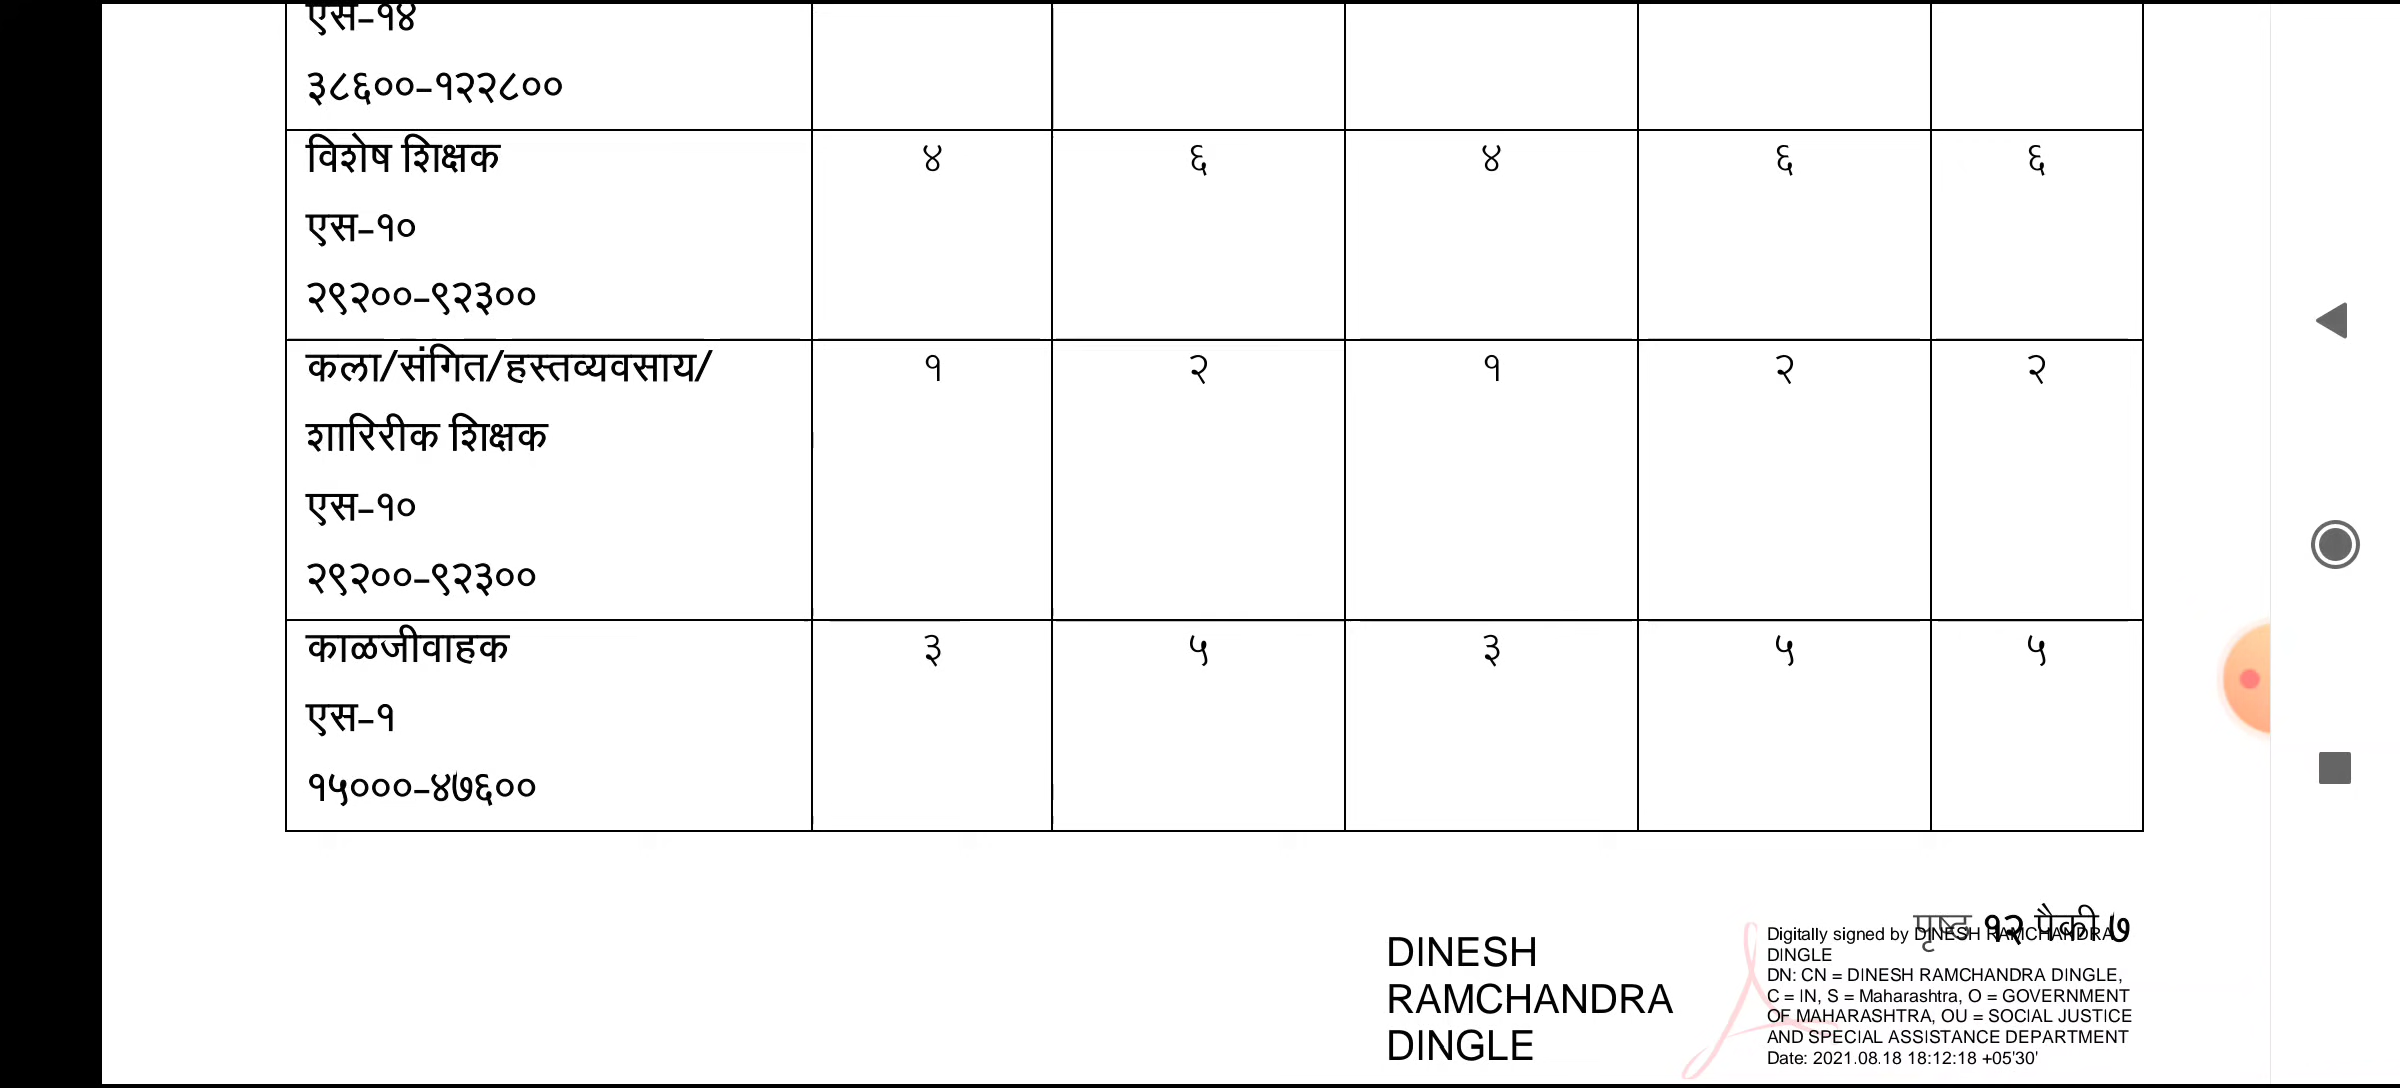 एस-१४
३८६००-१२२८००
विशेष शिक्षक ४ ६ ४ ६ ६
एस-१०
२९२००-९२३००
कला/संगित/हस्तव्यवसाय/ १ २ १ २ २
शारिरीक शिक्षक
एस-१०
२९२००-९२३००
काळजीवाहक ३ ५ ३ ५ ५
एस-१
१५०००-४७६००
पृष्ठ १२ पैकी ७
DINESH
RAMCHANDRA
DINGLE
Digitally signed by DINESH RAMCHANDRA
DINGLE
DN: CN = DINESH RAMCHANDRA DINGLE,
C = IN, S = Maharashtra, O = GOVERNMENT
OF MAHARASHTRA, OU = SOCIAL JUSTICE
AND SPECIAL ASSISTANCE DEPARTMENT
Date: 2021.08.18 18:12:18 +05'30'